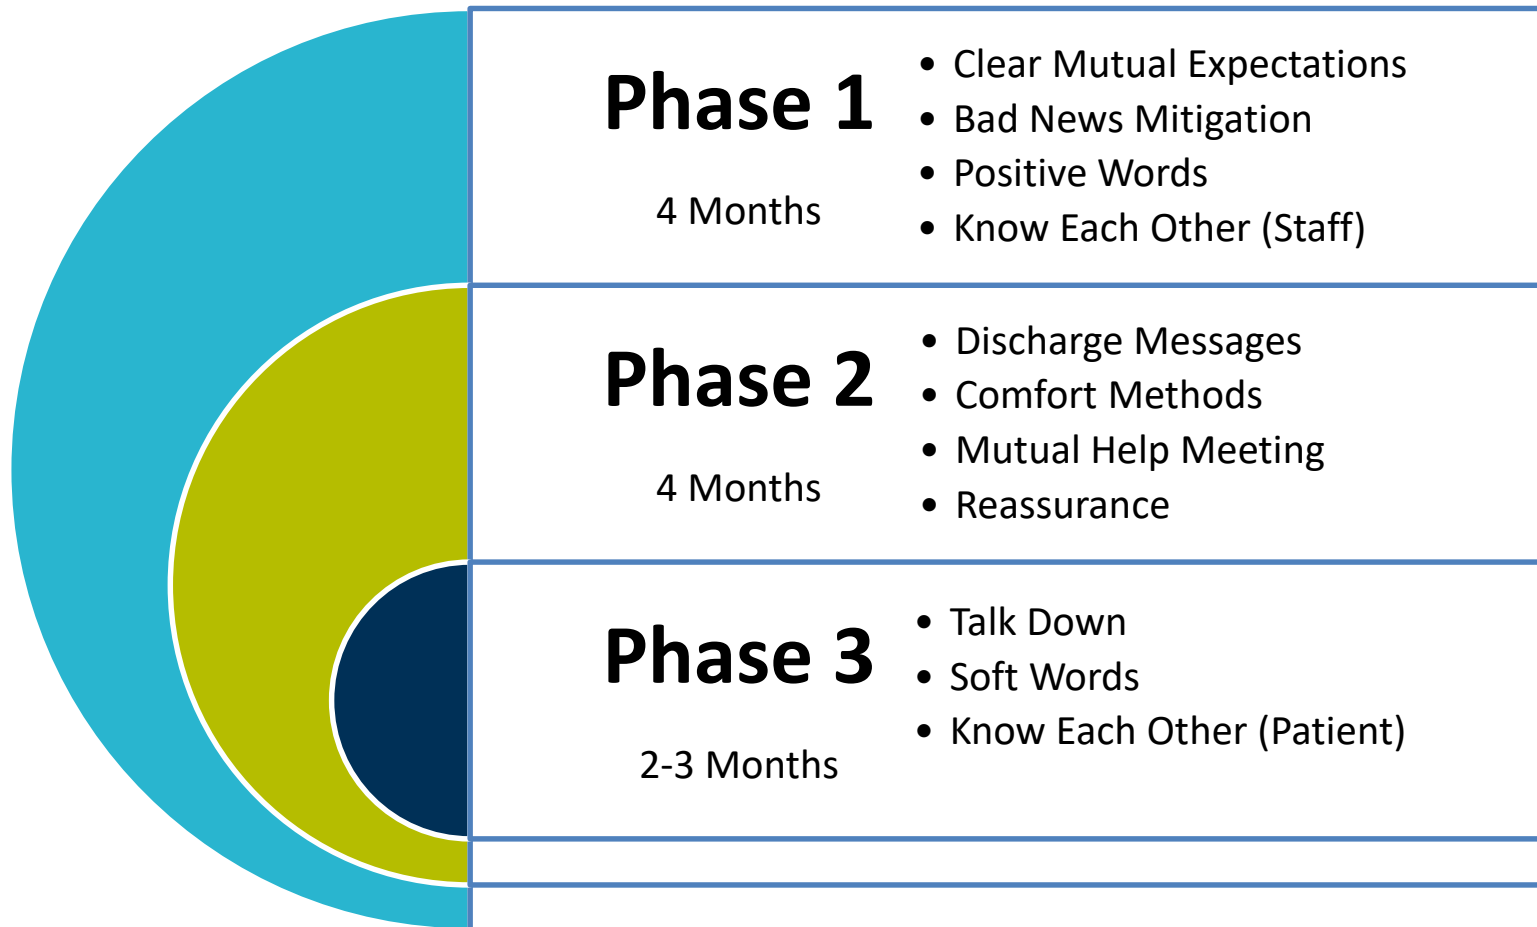 Phase 1
4 Months
• Clear Mutual Expectations
• Bad News Mitigation
• Positive Words
• Know Each Other (Staff)
Phase 2
4 Months
• Discharge Messages
• Comfort Methods
• Mutual Help Meeting
• Reassurance
Phase 3
2-3 Months
• Talk Down
• Soft Words
• Know Each Other (Patient)